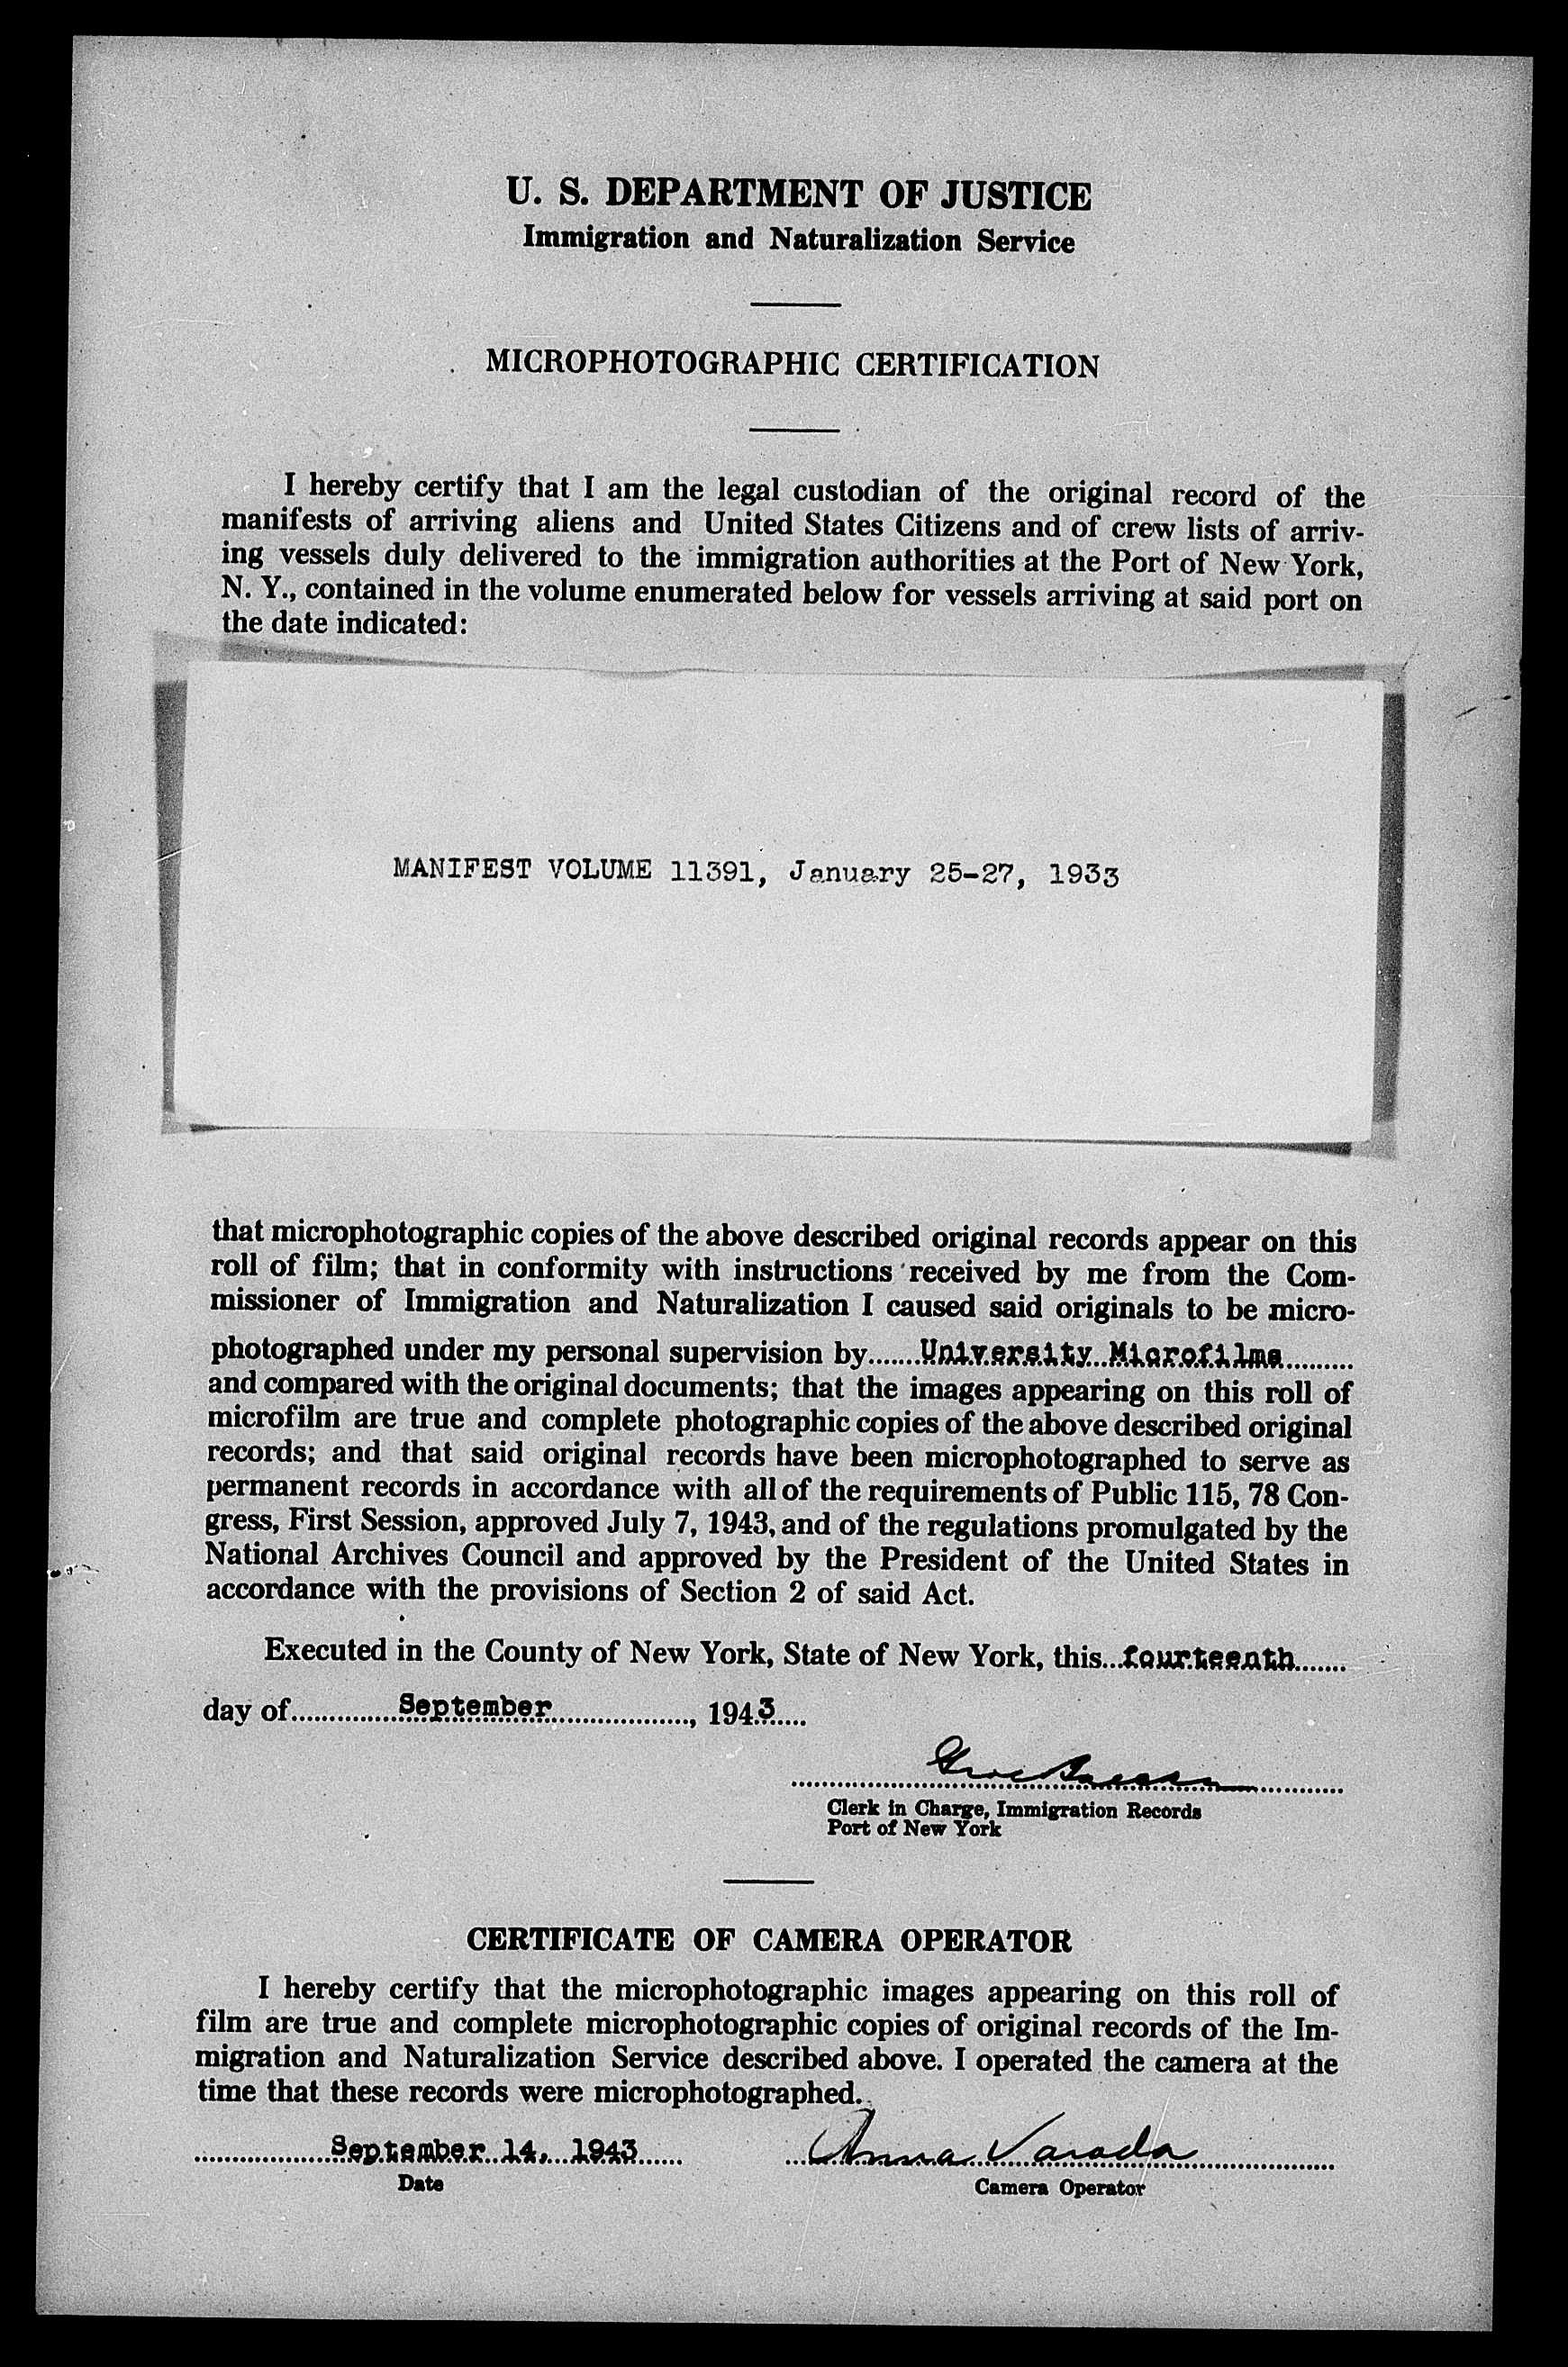 U. S. DEPARTMENT OF JUSTICE
Immigration and Naturalization Service
MICROPHOTOGRAPHIC CERTIFICATION
I hereby certify that I am the legal custodian of the original record of the
manifests of arriving aliens and United States Citizens and of crew lists of arriv-
ing vessels duly delivered to the immigration authorities at the Port of New York,
N. Y., contained in the volume enumerated below for vessels arriving at said port on
the date indicated:
MANIFEST VOLUME 11391, January 25-27, 1933
that microphotographic copies of the above described original records appear on this
roll of film; that in conformity with instructions received by me from the Com-
missioner of Immigration and Naturalization I caused said originals to be micro-
photographed under my personal supervision by.......University Microfilms..........
and compared with the original documents; that the images appearing on this roll of
microfilm are true and complete photographic copies of the above described original
records; and that said original records have been microphotographed to serve as
permanent records in accordance with all of the requirements of Public 115, 78 Con-
gress, First Session, approved July 7, 1943, and of the regulations promulgated by the
National Archives Council and approved by the President of the United States in
accordance with the provisions of Section 2 of said Act.
Executed in the County of New York, State of New York, this...fourteenth.......
day of...............September...................., 1943.....
Clerk in Charge, Immigration Records
Port of New York
CERTIFICATE OF CAMERA OPERATOR
I hereby certify that the microphotographic images appearing on this roll of
film are true and complete microphotographic copies of original records of the Im-
migration and Naturalization Service described above. I operated the camera at the
time that these records were microphotographed.
September 14, 1943
Anna Varada
Date
Camera Operator